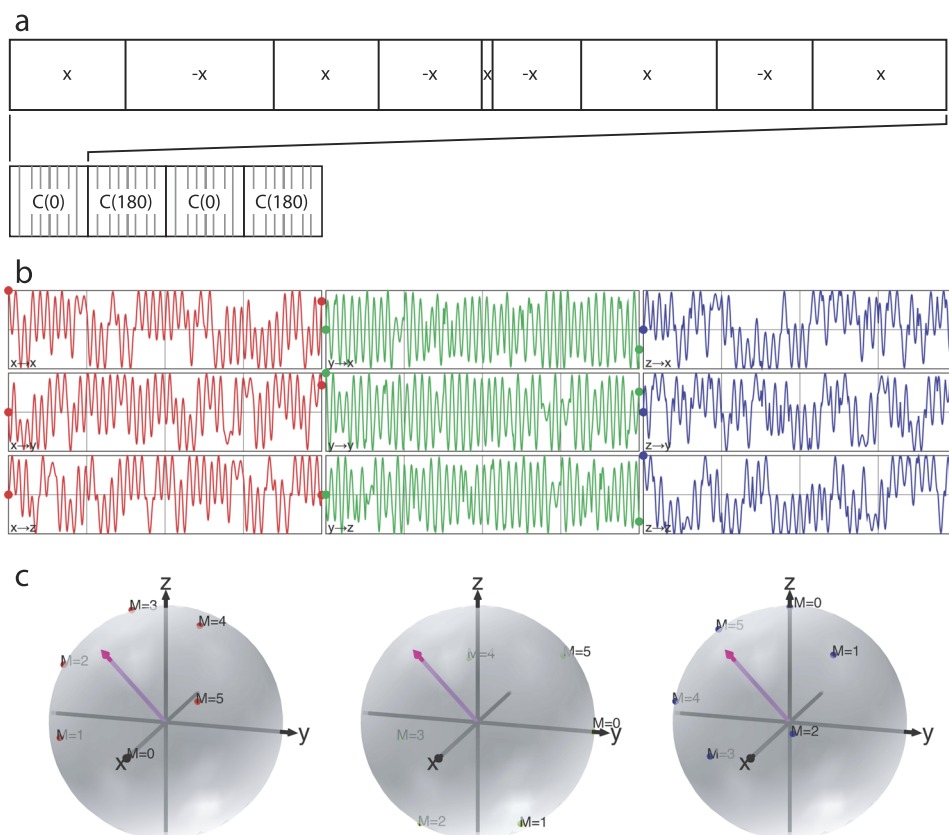 a
x -x x -x x -x x -x x
C(0) C(180) C(0) C(180)
b
x→x y→x z→x
x→y y→y z→y
x→z y→z z→z
c
z z z
M=3 M=4 M=2 M=5 M=1 M=0 x y
M=4 M=5 M=0 M=3 M=2 M=1 x y
M=0 M=5 M=1 M=4 M=2 M=3 x y